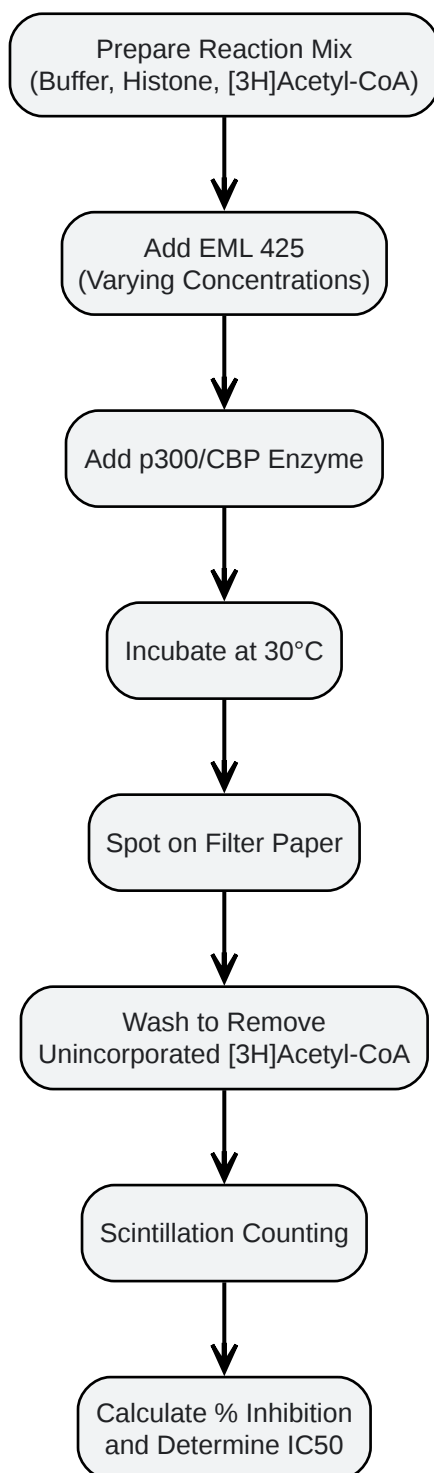 Prepare Reaction Mix
(Buffer, Histone, [3H]Acetyl-CoA)
Add EML 425
(Varying Concentrations)
Add p300/CBP Enzyme
Incubate at 30°C
Spot on Filter Paper
Wash to Remove
Unincorporated [3H]Acetyl-CoA
Scintillation Counting
Calculate % Inhibition
and Determine IC50